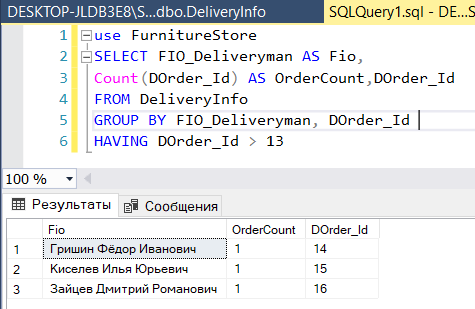 DESKTOP-JLDB3E8\S...dbo.DeliveryInfo SQLQuery1.sql - DE...S
1 use FurnitureStore
2 SELECT FIO_Deliveryman AS Fio,
3 Count(DOrder_Id) AS OrderCount,DOrder_Id
4 FROM DeliveryInfo
5 GROUP BY FIO_Deliveryman, DOrder_Id
6 HAVING DOrder_Id > 13
100 %
Результаты Сообщения
Fio OrderCount DOrder_Id
1 Гришин Фёдор Иванович 1 14
2 Киселев Илья Юрьевич 1 15
3 Зайцев Дмитрий Романович 1 16